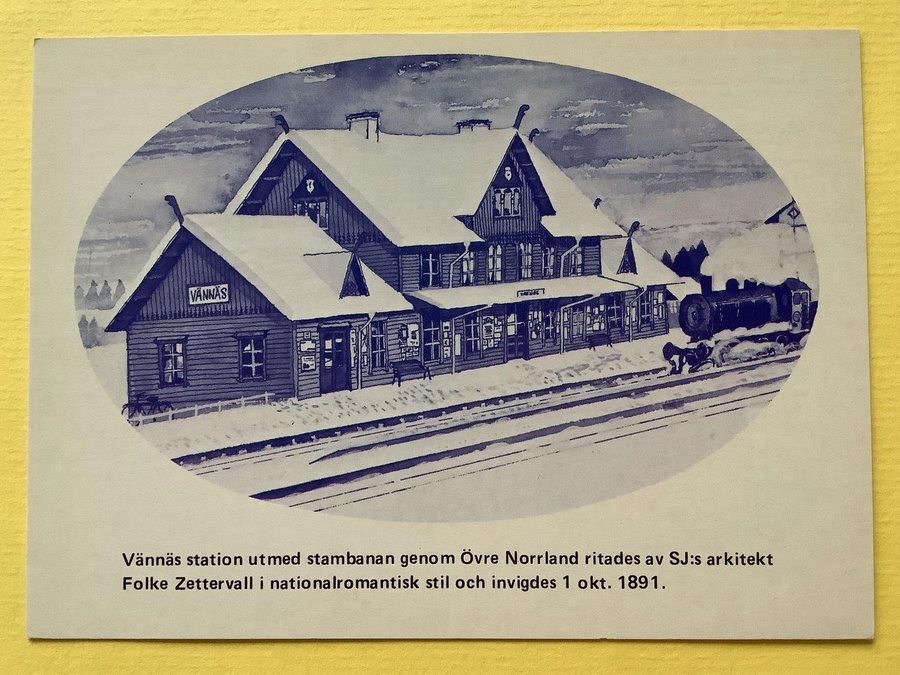 VÄNNÄS
Vännäs station utmed stambanan genom Övre Norrland ritades av SJ:s arkitekt
Folke Zettervall i nationalromantisk stil och invigdes 1 okt. 1891.